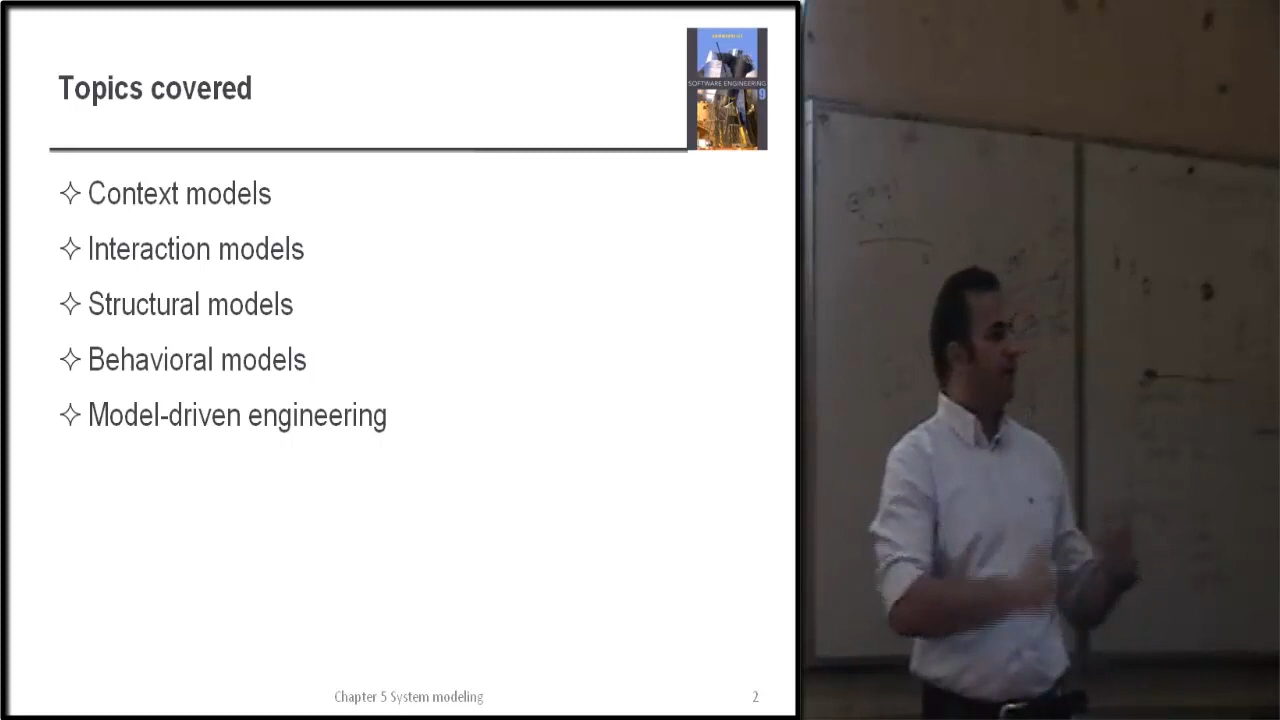 Topics covered
SOMMERVILLE
SOFTWARE ENGINEERING
9
✧ Context models
✧ Interaction models
✧ Structural models
✧ Behavioral models
✧ Model-driven engineering
Chapter 5 System modeling
2